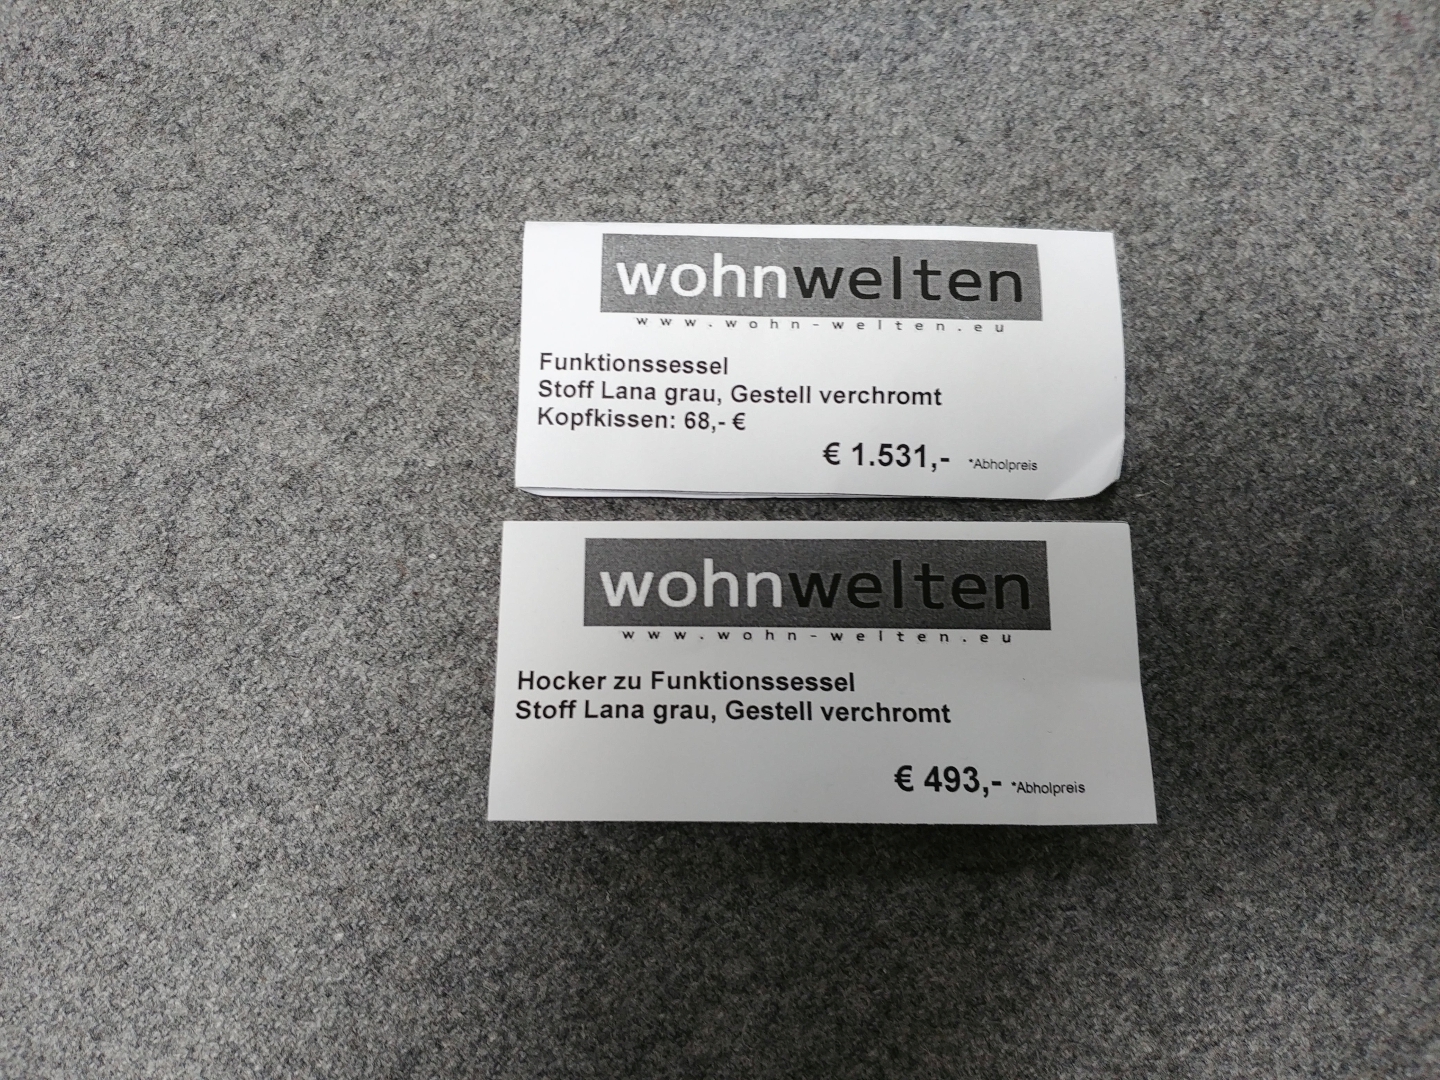 wohnwelten
www.wohn-welten.eu
Funktionssessel
Stoff Lana grau, Gestell verchromt
Kopfkissen: 68,- €
€ 1.531,- *Abholpreis
wohnwelten
www.wohn-welten.eu
Hocker zu Funktionssessel
Stoff Lana grau, Gestell verchromt
€ 493,- *Abholpreis